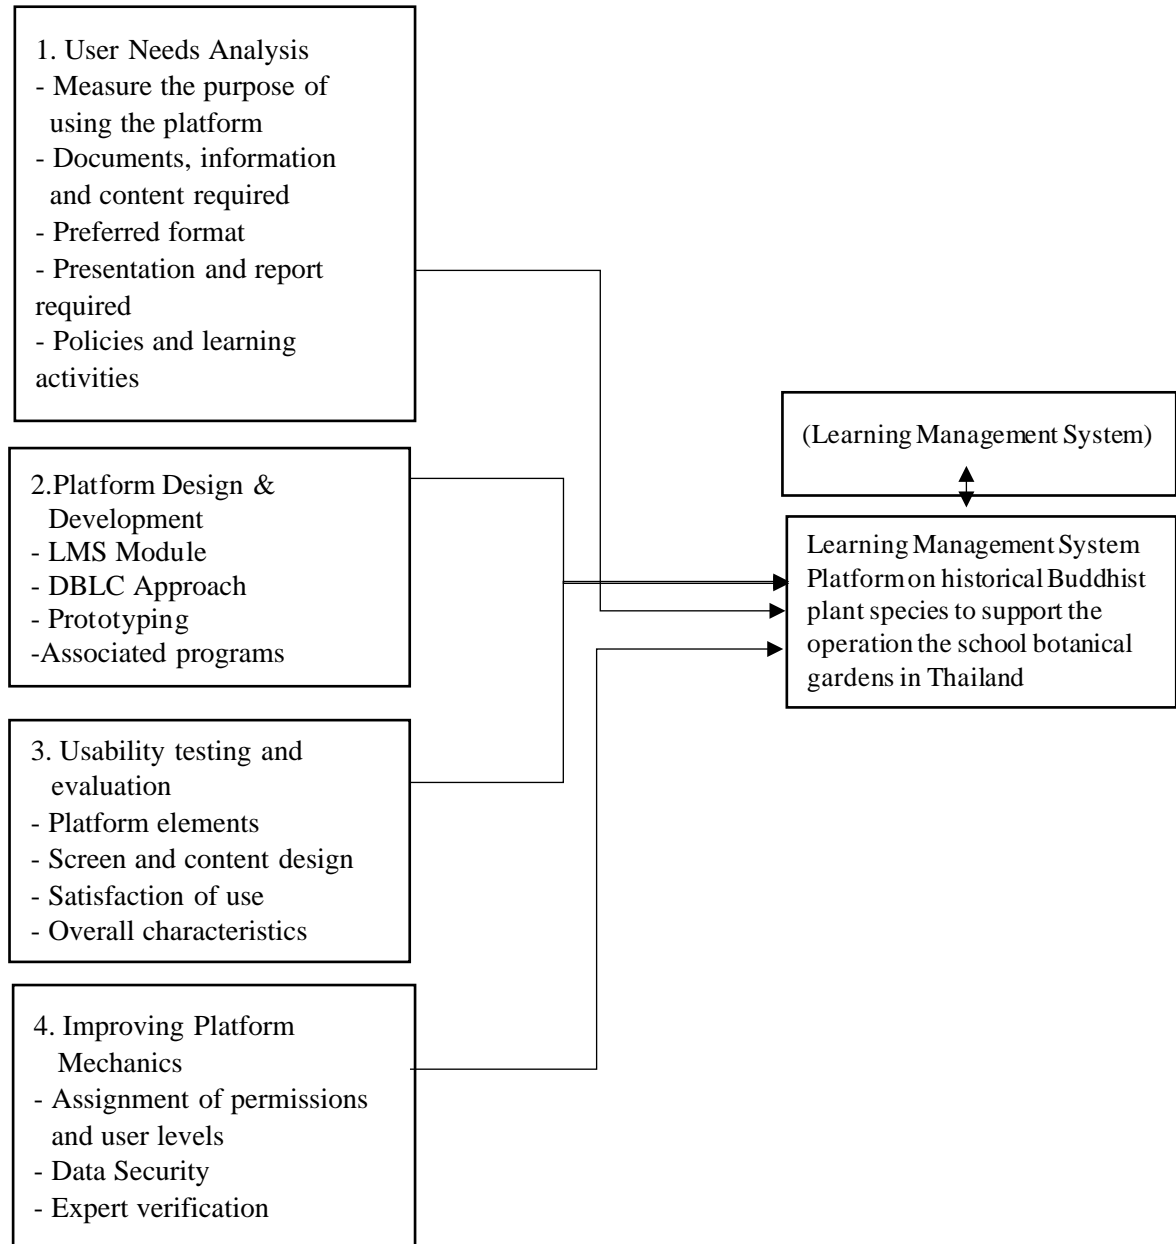 1. User Needs Analysis
- Measure the purpose of
using the platform
- Documents, information
and content required
- Preferred format
- Presentation and report
required
- Policies and learning
activities
2.Platform Design &
Development
- LMS Module
- DBLC Approach
- Prototyping
-Associated programs
3. Usability testing and
evaluation
- Platform elements
- Screen and content design
- Satisfaction of use
- Overall characteristics
4. Improving Platform
Mechanics
- Assignment of permissions
and user levels
- Data Security
- Expert verification
(Learning Management System)
Learning Management System
Platform on historical Buddhist
plant species to support the
operation the school botanical
gardens in Thailand